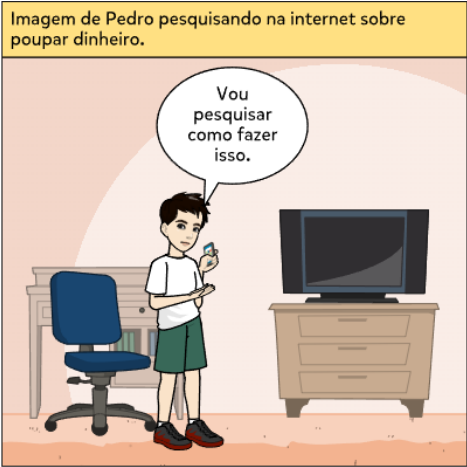 Imagem de Pedro pesquisando na internet sobre
poupar dinheiro.
Vou
pesquisar
como fazer
isso.